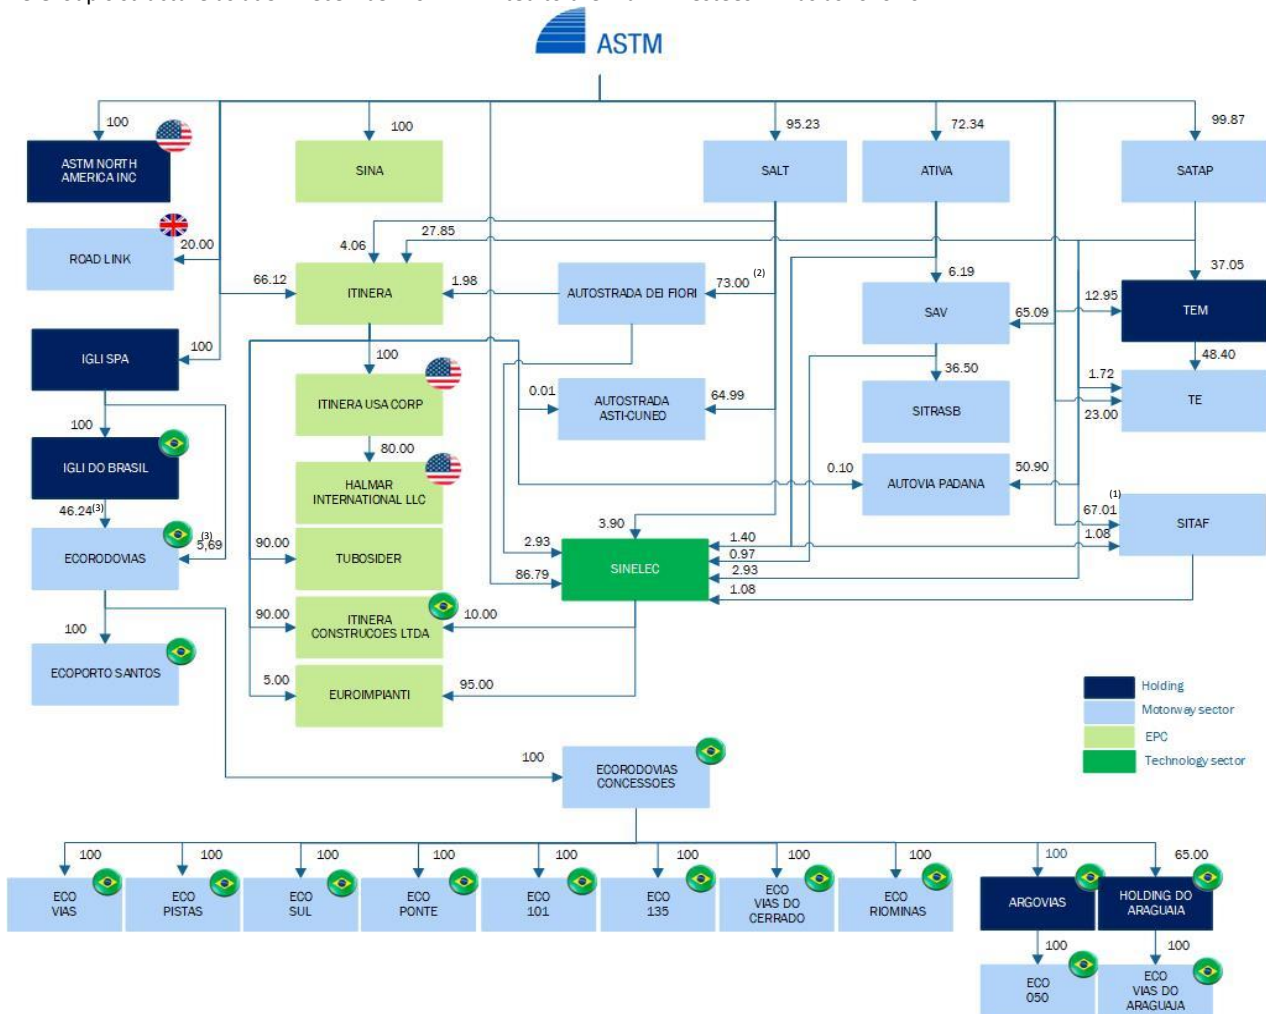 ASTM
100
100
95.23
72.34
99.87
ASTM NORTH
AMERICA INC
SINA
SALT
ATIVA
SATAP
ROAD LINK
20.00
4.06
27.85
66.12
ITINERA
1.98
AUTOSTRADA DEI FIORI
73.00 (2)
6.19
SAV
65.09
37.05
12.95
TEM
IGLI SPA
100
100
ITINERA USA CORP
0.01
AUTOSTRADA
ASTI-CUNEO
64.99
36.50
SITRASB
48.40
1.72
23.00
TE
100
IGLI DO BRASIL
80.00
HALMAR
INTERNATIONAL LLC
0.10
AUTOVIA PADANA
50.90
46.24(3)
ECORODOVIAS
(3)
5,69
90.00
TUBOSIDER
3.90
2.93
86.79
SINELEC
1.40
0.97
2.93
1.08
(1)
67.01
1.08
SITAF
100
ECOPORTO SANTOS
90.00
ITINERA
CONSTRUCOES LTDA
10.00
5.00
EUROIMPIANTI
95.00
Holding
Motorway sector
EPC
Technology sector
100
ECORODOVIAS
CONCESSOES
100
100
100
100
100
100
100
100
100
65.00
ECO
VIAS
ECO
PISTAS
ECO
SUL
ECO
PONTE
ECO
101
ECO
135
ECO
VIAS DO
CERRADO
ECO
RIOMINAS
ARGOVIAS
HOLDING DO
ARAGUAIA
100
100
ECO
050
ECO
VIAS DO
ARAGUAJA